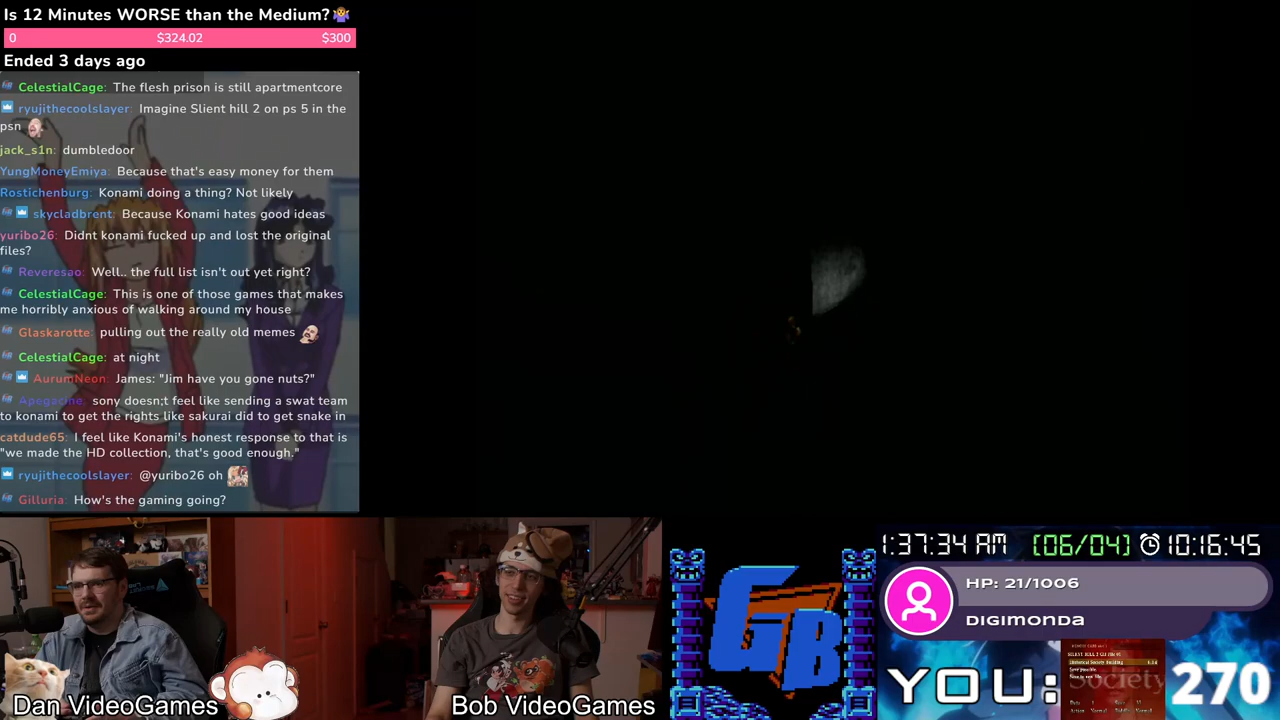 Is 12 Minutes WORSE than the Medium?🤷‍♀️
0 $324.02 $300
Ended 3 days ago
CelestialCage: The flesh prison is still apartmentcore
ryujithecoolslayer: Imagine Slient hill 2 on ps 5 in the
psn
jack_s1n: dumbledoor
YungMoneyEmiya: Because that's easy money for them
Rostichenburg: Konami doing a thing? Not likely
skycladbrent: Because Konami hates good ideas
yuribo26: Didnt konami fucked up and lost the original
files?
Reveresao: Well.. the full list isn't out yet right?
CelestialCage: This is one of those games that makes
me horribly anxious of walking around my house
Glaskarotte: pulling out the really old memes
CelestialCage: at night
AurumNeon: James: "Jim have you gone nuts?"
Apegacine: sony doesn;t feel like sending a swat team
to konami to get the rights like sakurai did to get snake in
catdude65: I feel like Konami's honest response to that is
"we made the HD collection, that's good enough."
ryujithecoolslayer: @yuribo26 oh
Gilluria: How's the gaming going?
Dan VideoGames
Bob VideoGames
GB
1:37:34 AM [06/04] 10:16:45
HP: 21/1006
DIGIMONDA
YOU:
Society
270